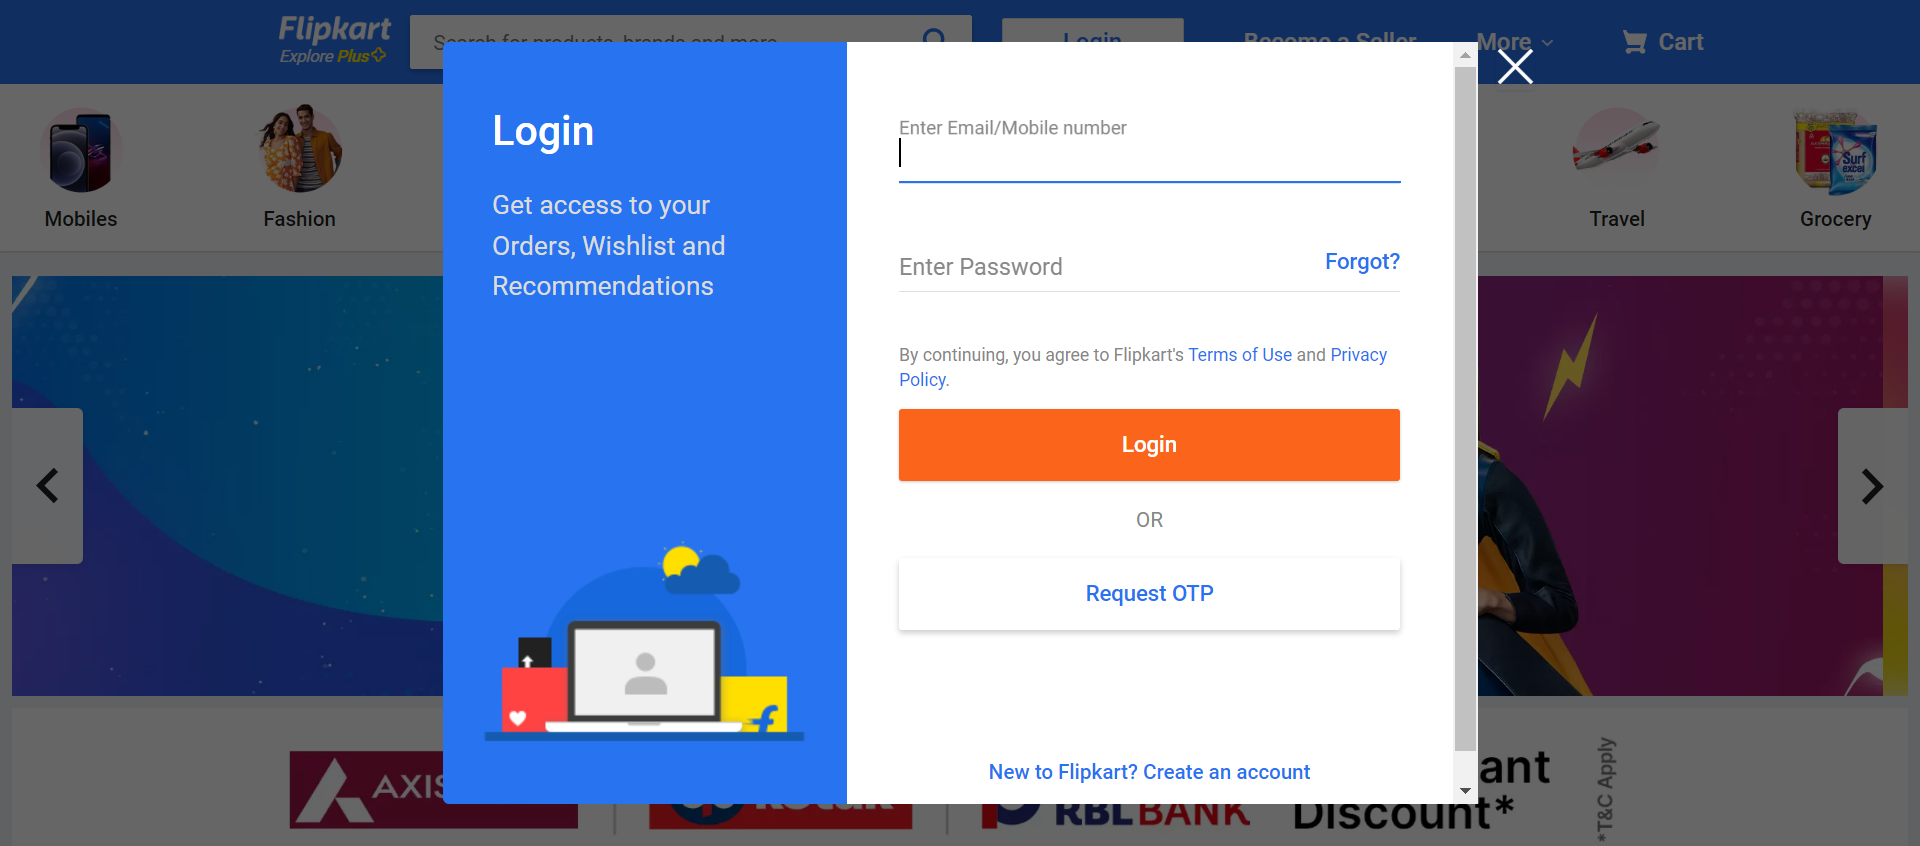 Flipkart
Explore Plus
Search for products, brands and more
Login
Become a Seller
More
Cart
Mobiles
Fashion
Travel
Grocery
Surf
excel
Login
Get access to your
Orders, Wishlist and
Recommendations
Enter Email/Mobile number
Enter Password
Forgot?
By continuing, you agree to Flipkart's Terms of Use and Privacy
Policy.
Login
OR
Request OTP
New to Flipkart? Create an account
AXIS
kotak
RBL BANK
ant
Discount*
*T&C Apply